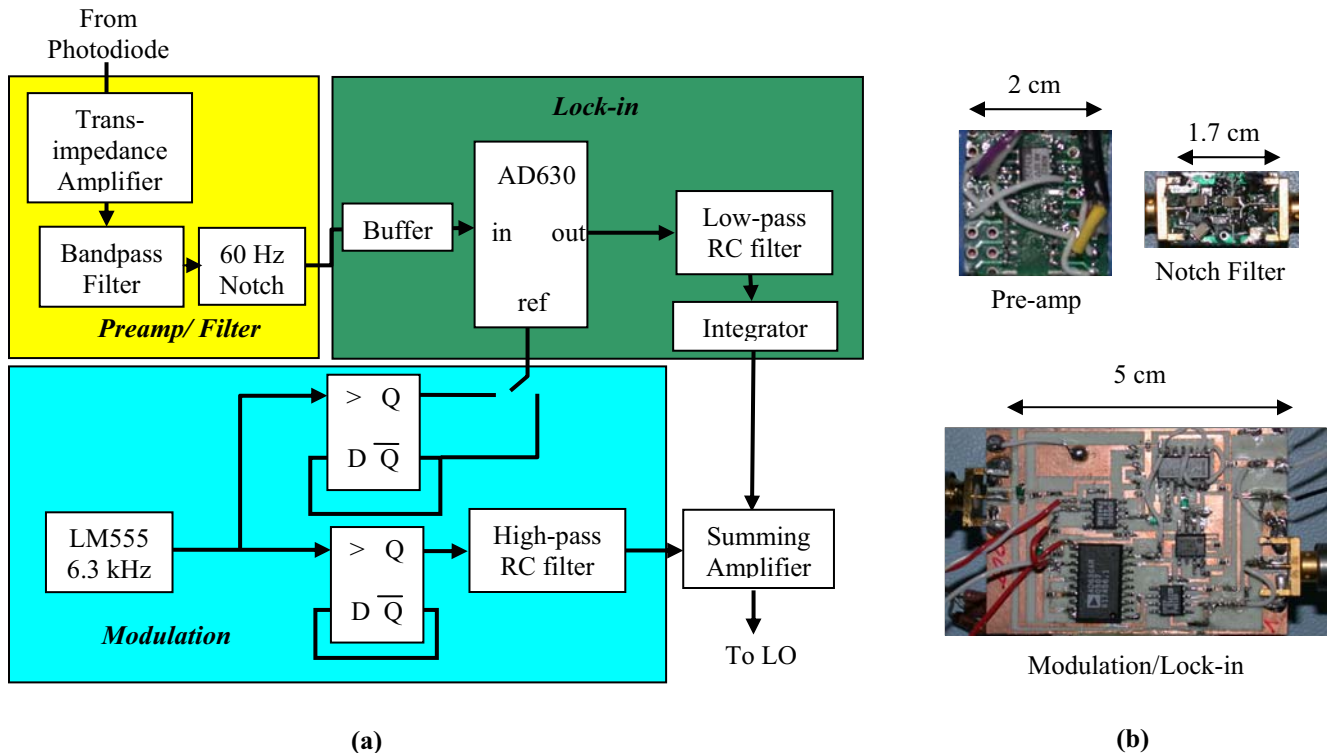 From
Photodiode
Trans-
impedance
Amplifier
Bandpass
Filter
60 Hz
Notch
Preamp/ Filter
Lock-in
Buffer
AD630
in out
ref
Low-pass
RC filter
Integrator
> Q
D Q̅
LM555
6.3 kHz
> Q
D Q̅
High-pass
RC filter
Summing
Amplifier
Modulation
To LO
(a)
2 cm
1.7 cm
Pre-amp
Notch Filter
5 cm
Modulation/Lock-in
(b)